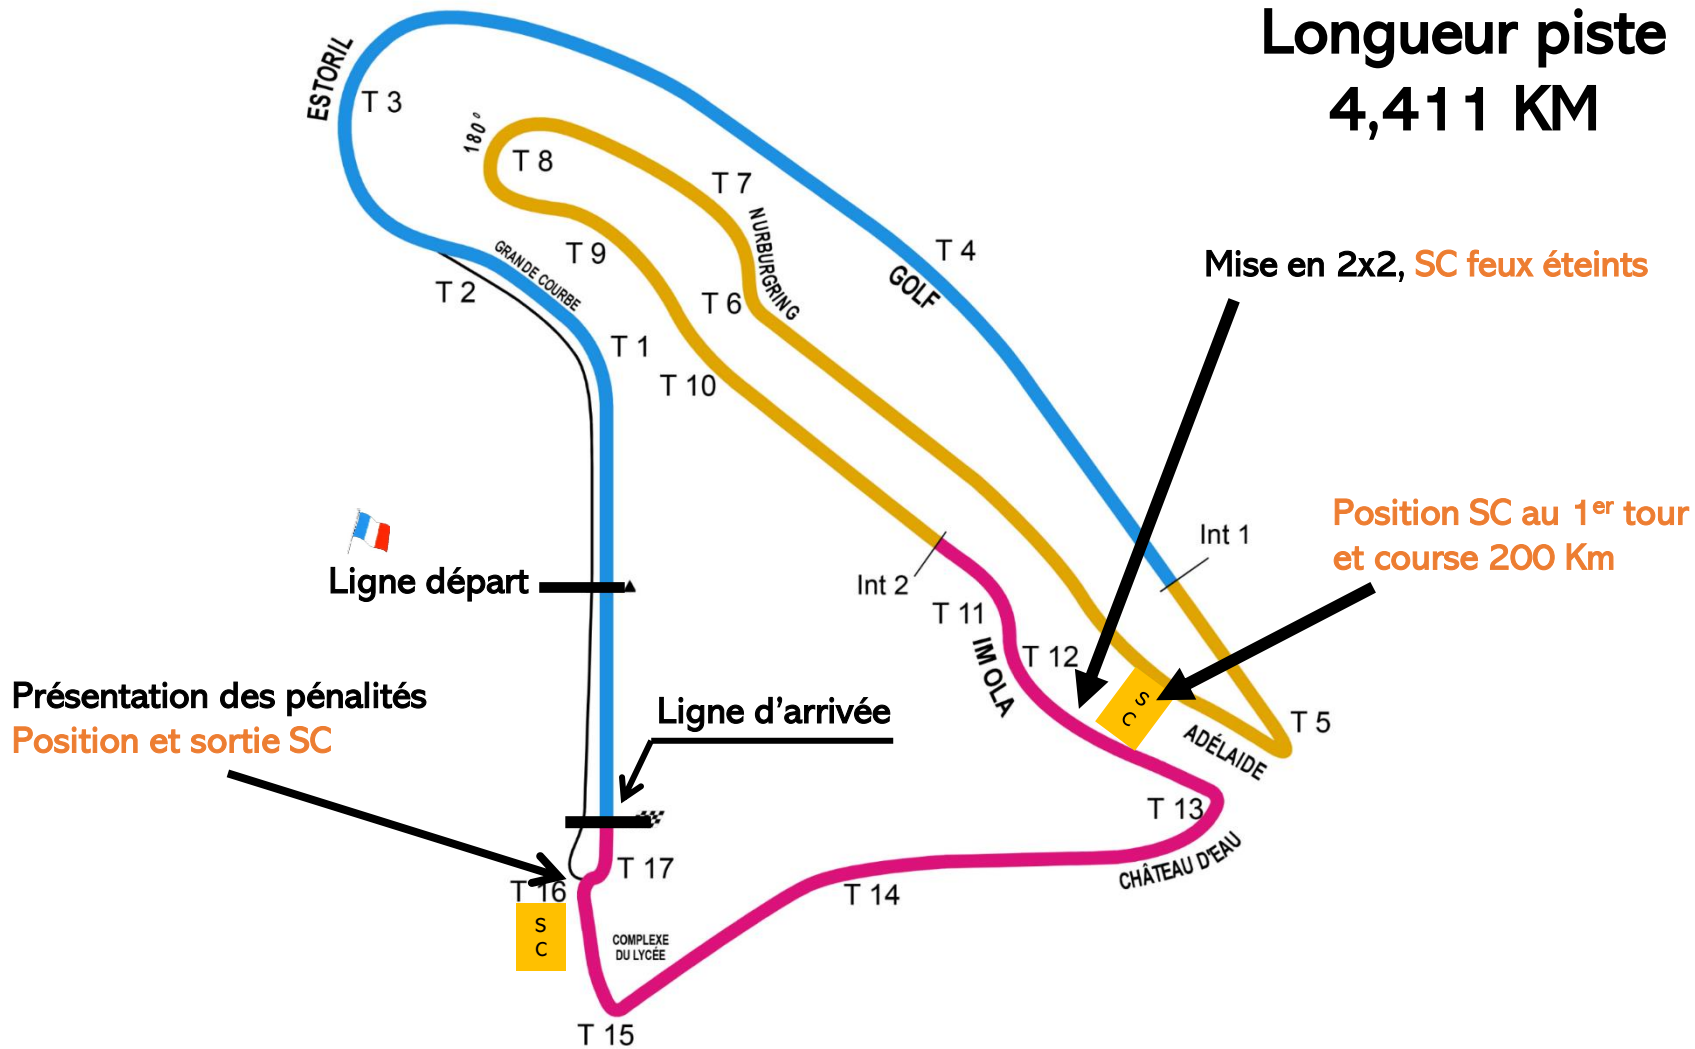 Longueur piste
4,411 KM
ESTORIL
T 3
180°
T 8
T 7
NURBURGRING
T 4
GOLF
Mise en 2x2, SC feux éteints
T 9
GRANDE COURBE
T 2
T 6
T 1
T 10
Position SC au 1er tour
et course 200 Km
Int 1
Ligne départ
Int 2
T 11
IMOLA
T 12
S
C
T 5
ADÉLAIDE
Présentation des pénalités
Position et sortie SC
Ligne d'arrivée
T 13
CHÂTEAU D'EAU
T 17
T 16
T 14
S
C
COMPLEXE
DU LYCÉE
T 15